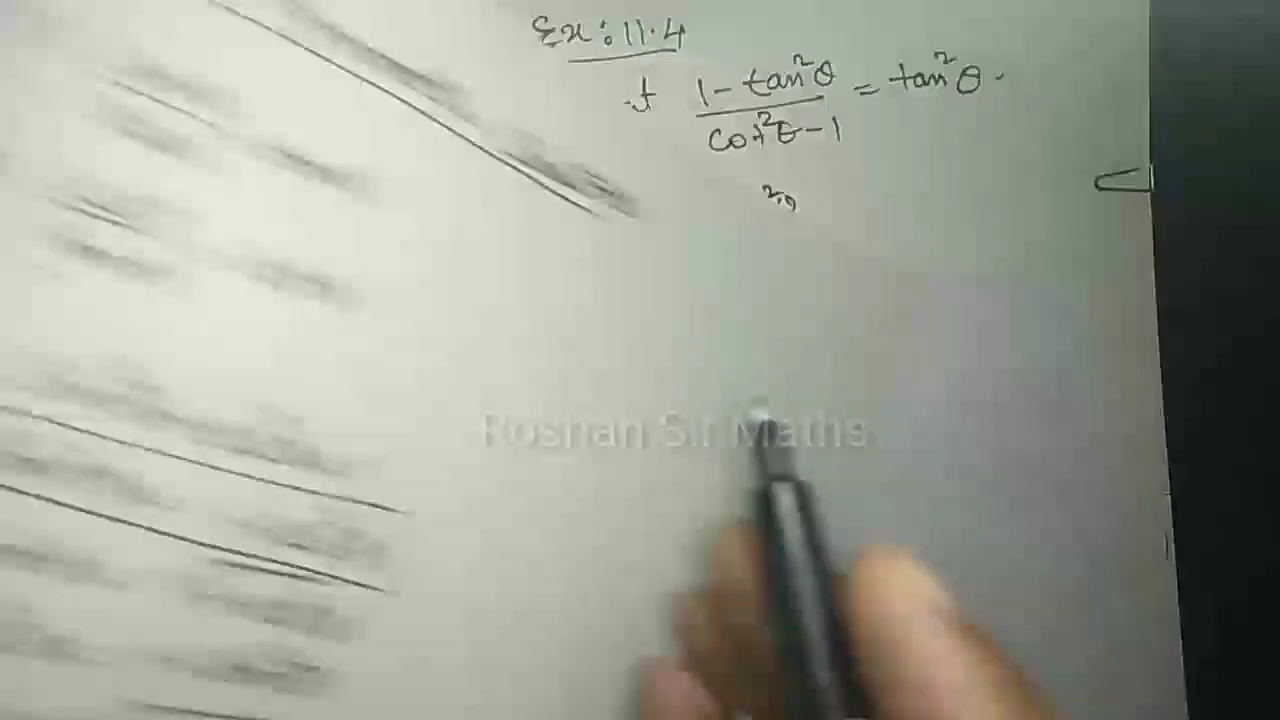 Ex: 11.4
1 - tan²θ / cot²θ - 1 = tan²θ.
Roshan Sir Maths